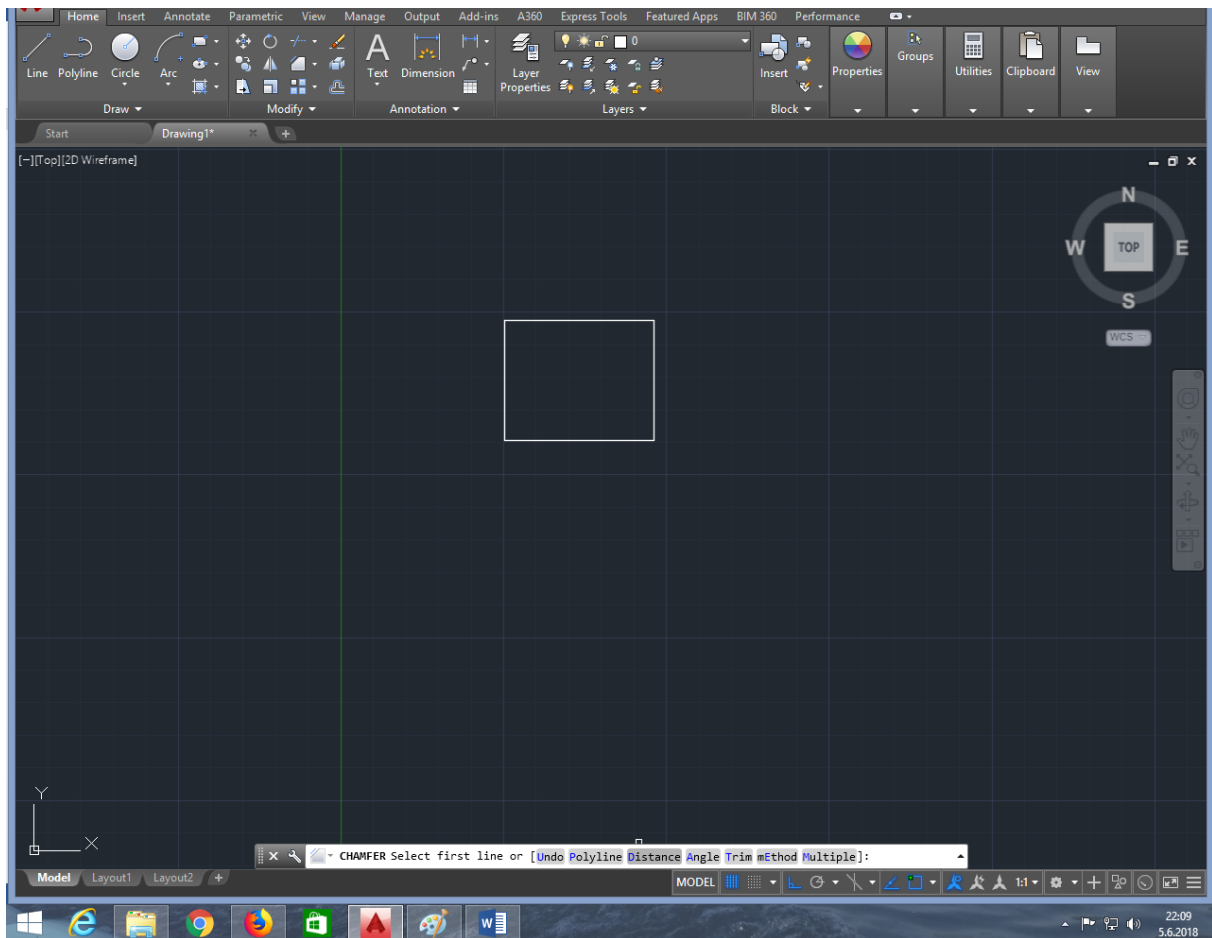 Home Insert Annotate Parametric View Manage Output Add-ins A360 Express Tools Featured Apps BIM 360 Performance
0
Line Polyline Circle Arc Text Dimension Layer Properties Insert Properties Groups Utilities Clipboard View
Draw Modify Annotation Layers Block
Start Drawing1*
[−][Top][2D Wireframe]
N
W TOP E
S
WCS
Y
X
CHAMFER Select first line or [Undo Polyline Distance Angle Trim mEthod Multiple]:
Model Layout1 Layout2 + MODEL 1:1
22:09
5.6.2018